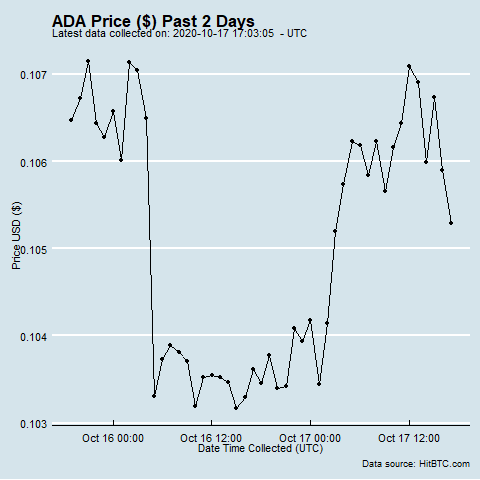 ADA Price ($) Past 2 Days
Latest data collected on: 2020-10-17 17:03:05 - UTC
0.107
0.106
0.105
0.104
0.103
Price USD ($)
Oct 16 00:00 Oct 16 12:00 Oct 17 00:00 Oct 17 12:00
Date Time Collected (UTC)
Data source: HitBTC.com